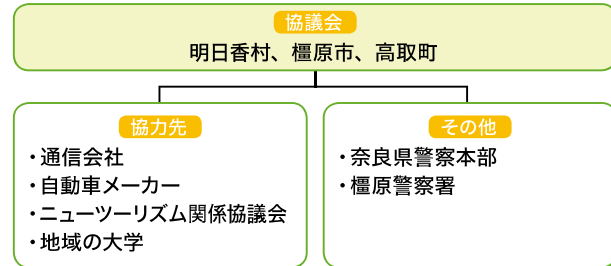 協議会
明日香村、橿原市、高取町
協力先
・通信会社
・自動車メーカー
・ニューツーリズム関係協議会
・地域の大学
その他
・奈良県警察本部
・橿原警察署